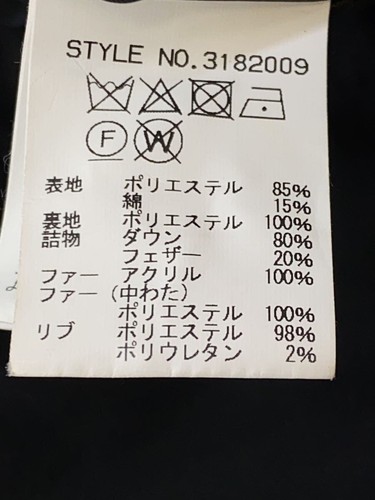 STYLE NO.3182009
F W
表地 ポリエステル 85%
綿 15%
裏地 ポリエステル 100%
詰物 ダウン 80%
フェザー 20%
ファー アクリル 100%
ファー (中わた)
ポリエステル 100%
リブ ポリエステル 98%
ポリウレタン 2%